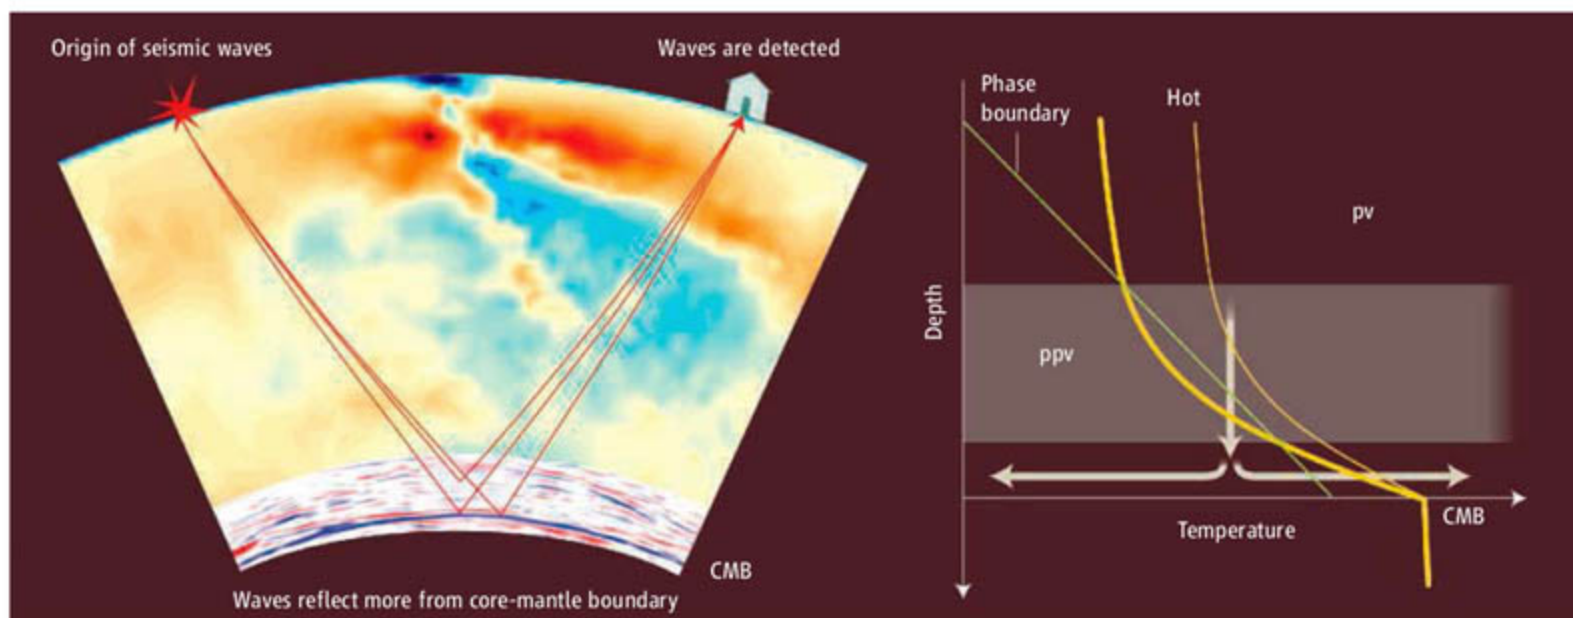 Origin of seismic waves
Waves are detected
CMB
Waves reflect more from core-mantle boundary
Phase
boundary
Hot
pv
Depth
ppv
CMB
Temperature